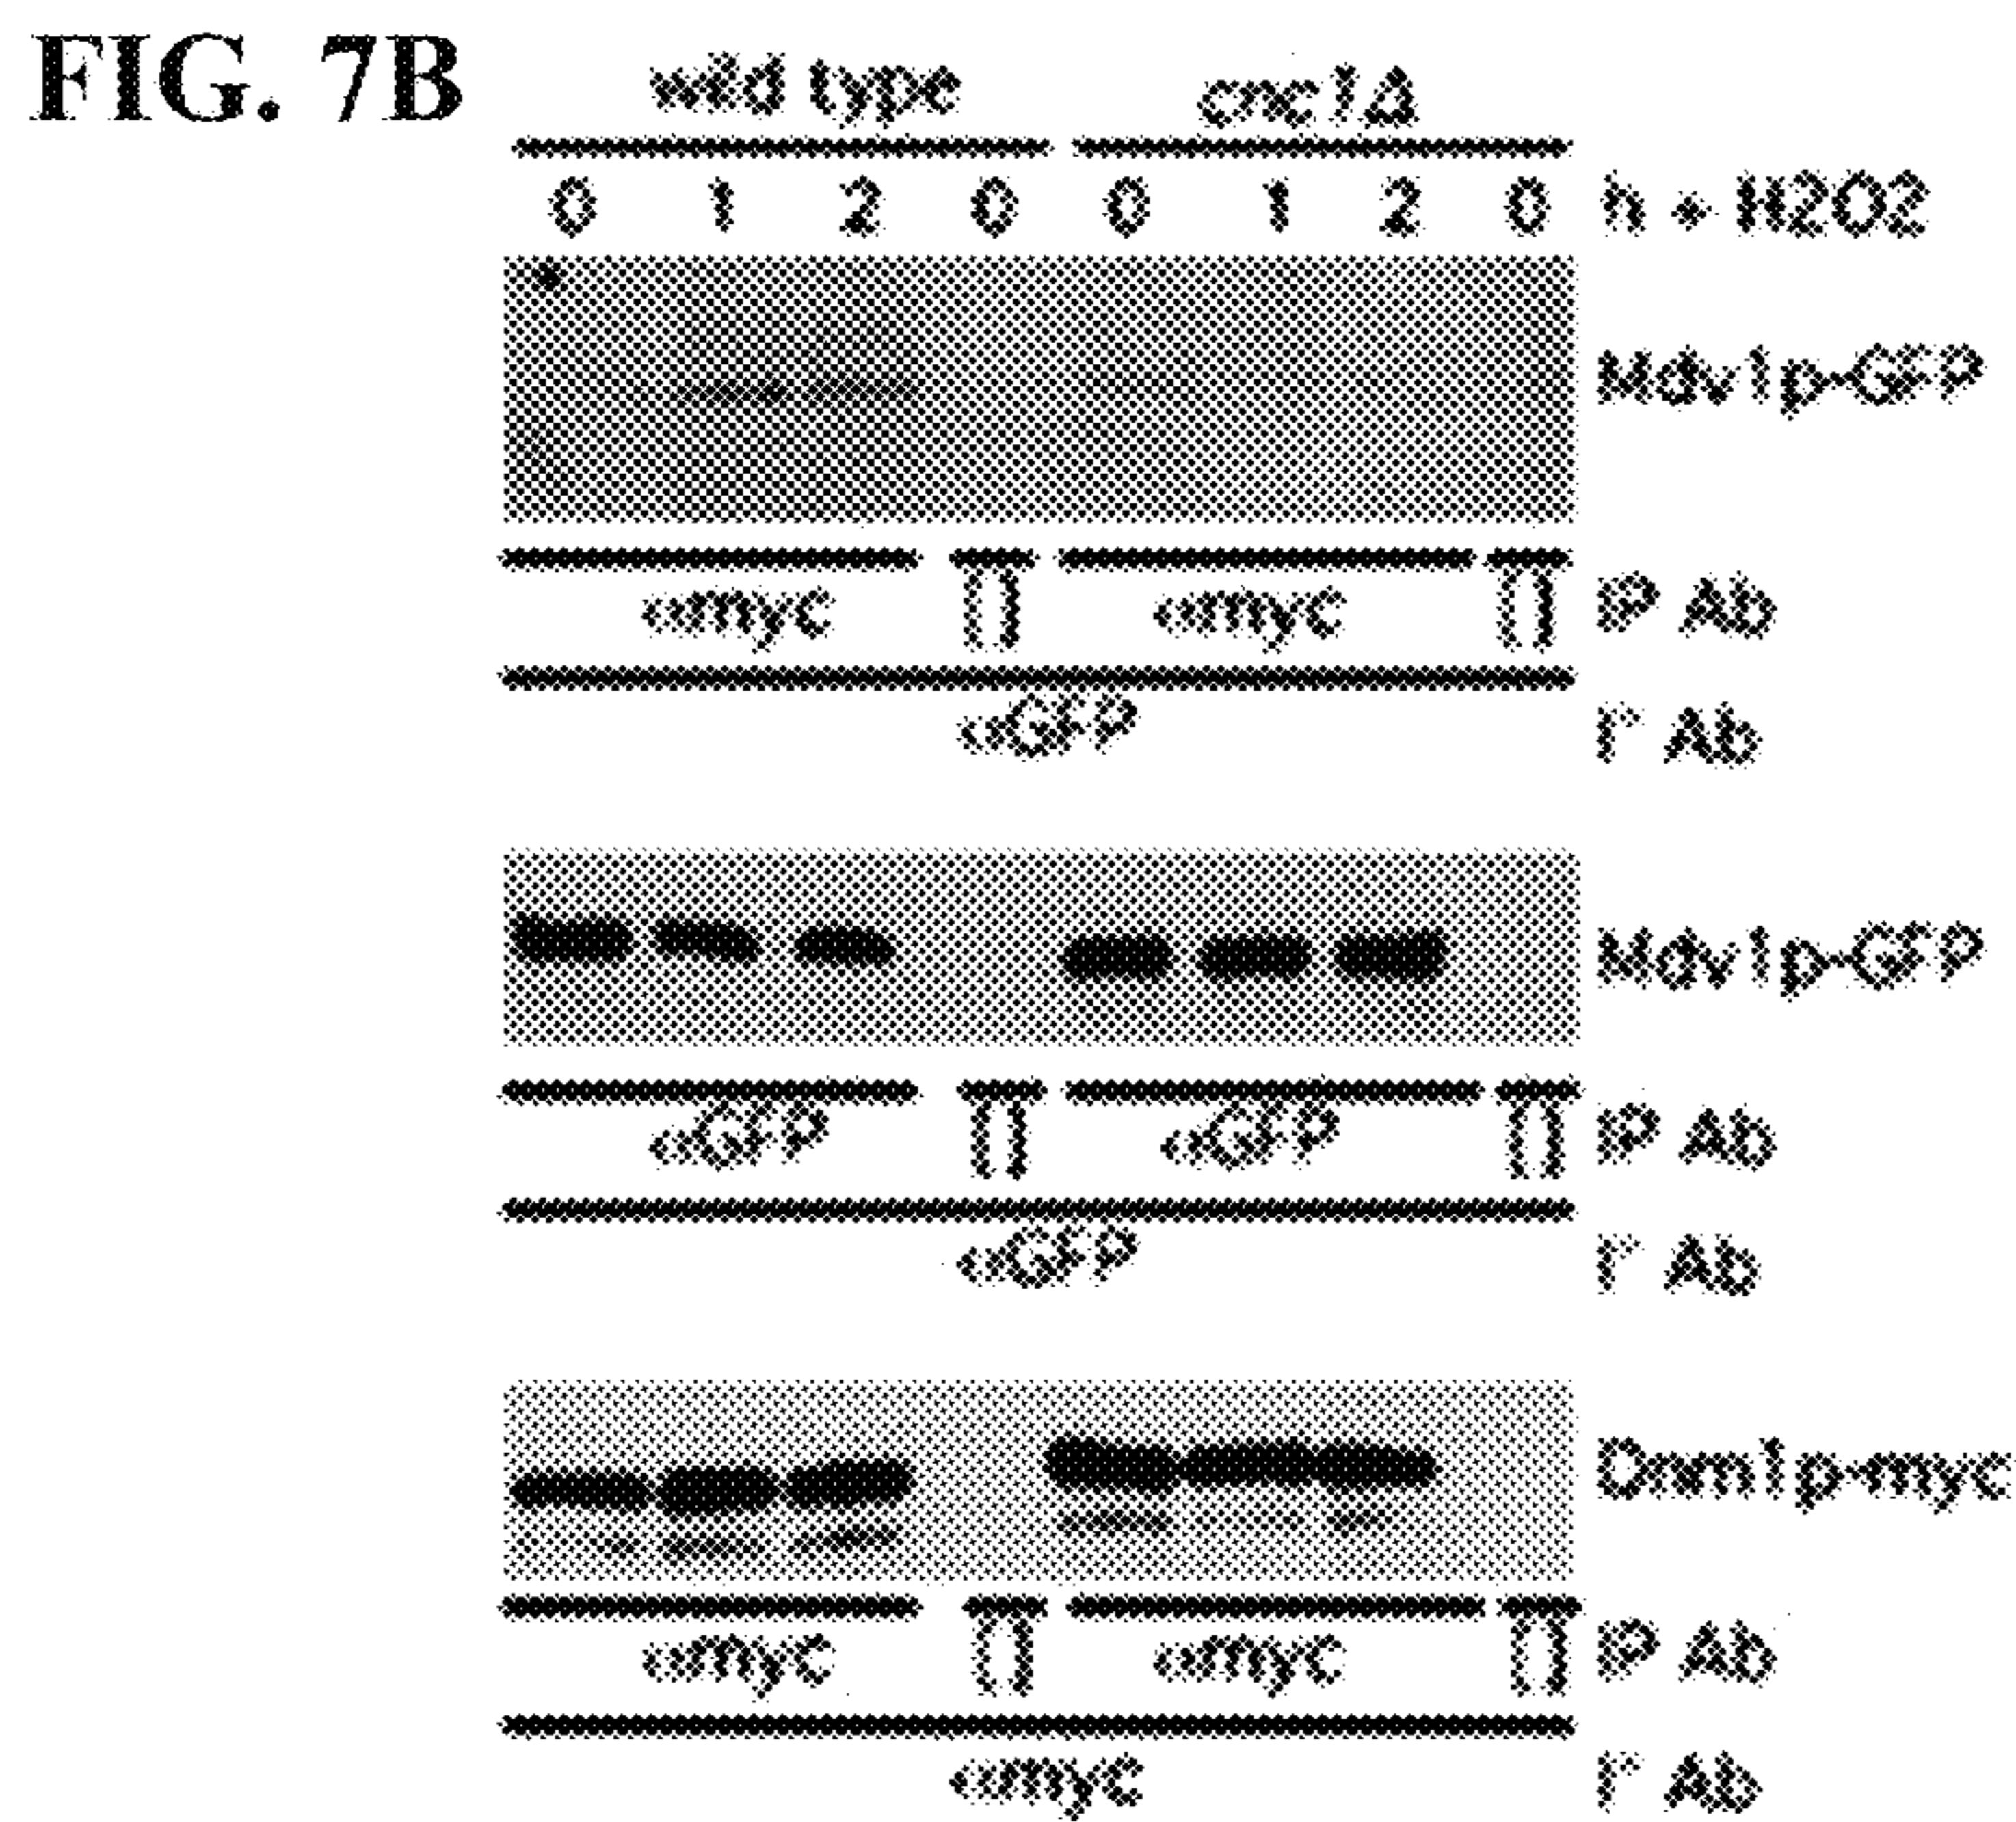 FIG. 7B
wild type cnc1Δ
0 1 2 0 0 1 2 0 h + H2O2
Mdv1p-GFP
αmyc [] αmyc [] IP Ab
αGFP I° Ab
Mdv1p-GFP
αGFP [] αGFP [] IP Ab
αGFP I° Ab
Dnm1p-myc
αmyc [] αmyc [] IP Ab
αmyc I° Ab